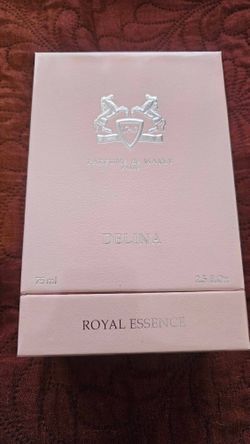 PARFUMS de MARLY
PARIS
DELINA
75 ml 2.5 fl.oz
ROYAL ESSENCE